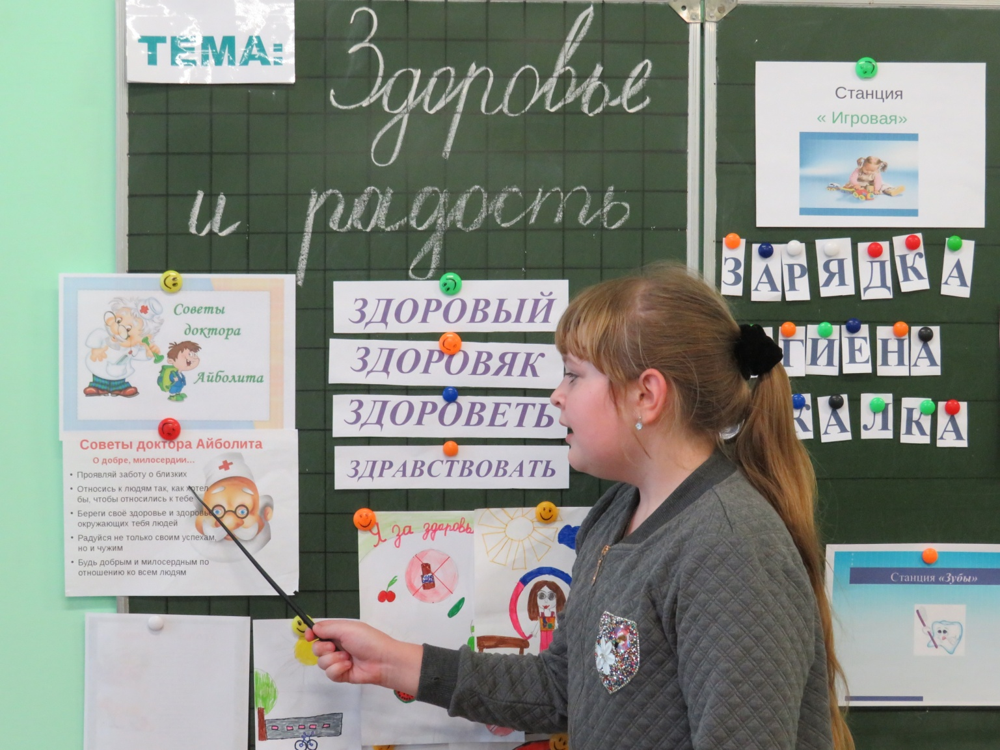 ТЕМА:
Здоровье
и радость
Советы
доктора
Айболита
Советы доктора Айболита
О добре, милосердии...
• Проявляй заботу о близких
• Относись к людям так, как хотел
бы, чтобы относились к тебе
• Береги своё здоровье и здоровье
окружающих тебя людей
• Радуйся не только своим успехам,
но и чужим
• Будь добрым и милосердным по
отношению ко всем людям
ЗДОРОВЫЙ
ЗДОРОВЯК
ЗДОРОВЕТЬ
ЗДРАВСТВОВАТЬ
Я за здоровь
Станция
« Игровая»
ЗАРЯДКА
ГИЕНА
КАЛКА
Станция «Зубы»